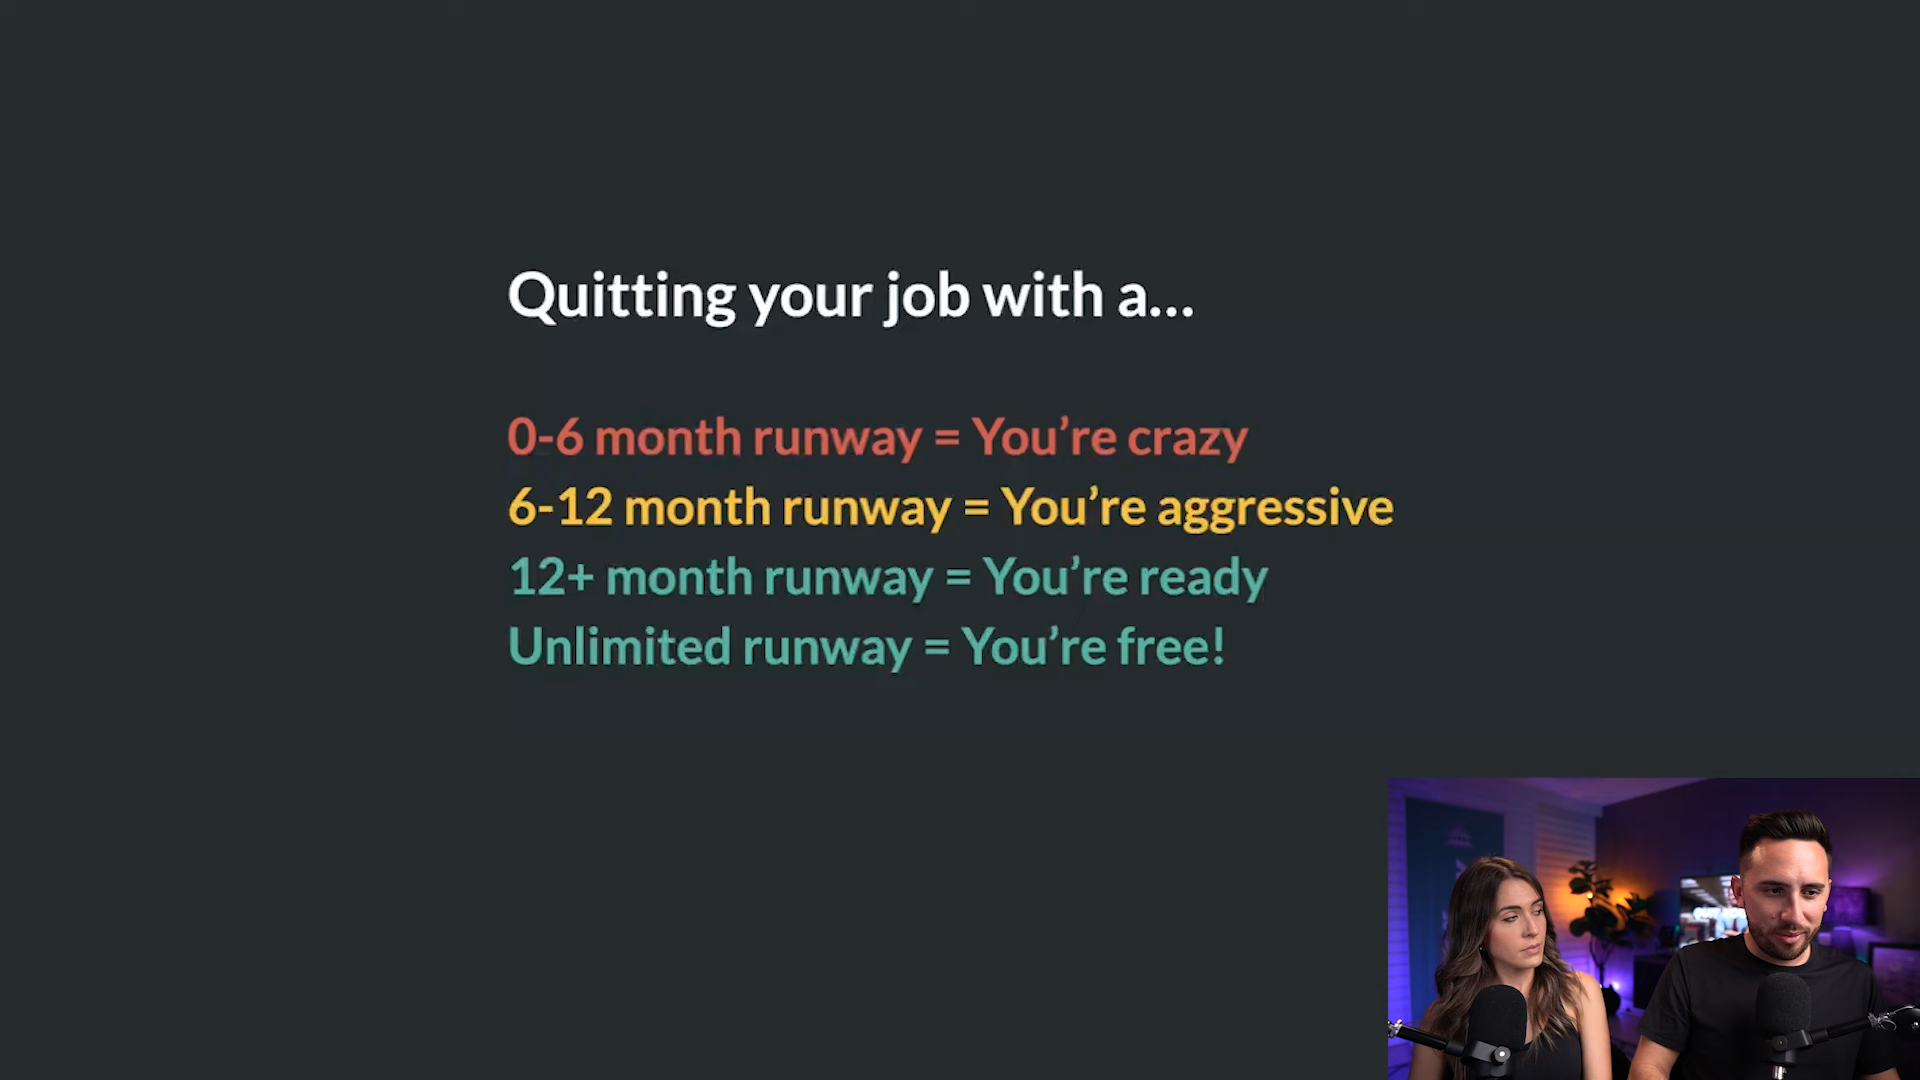 Quitting your job with a...
0-6 month runway = You’re crazy
6-12 month runway = You’re aggressive
12+ month runway = You’re ready
Unlimited runway = You’re free!